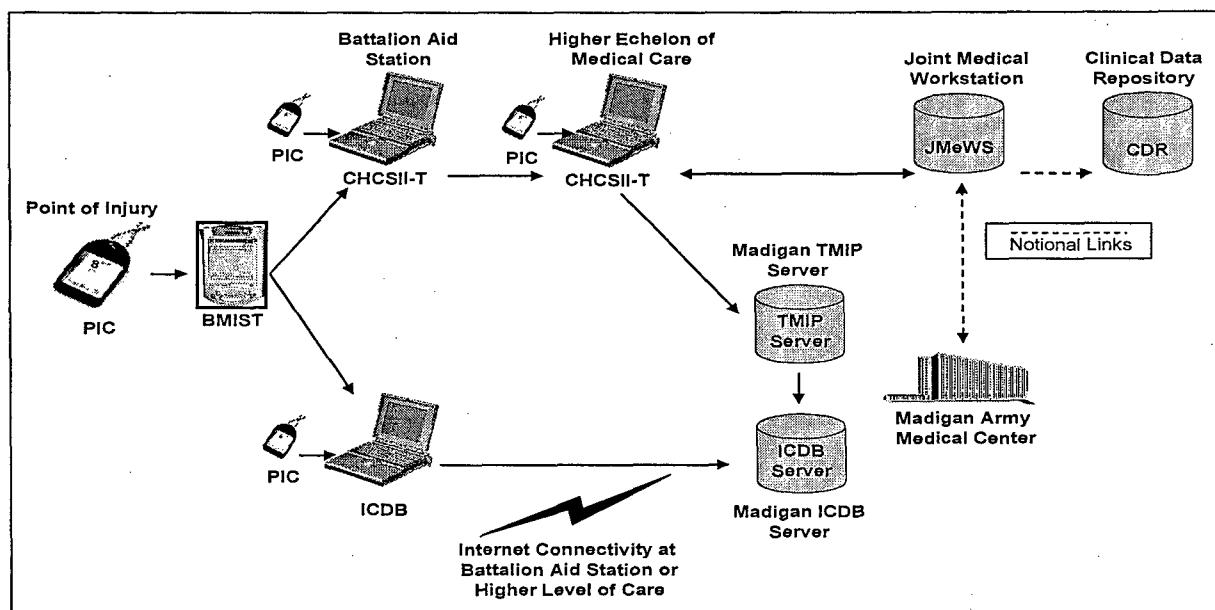 Battalion Aid
Station
Higher Echelon of
Medical Care
Joint Medical
Workstation
Clinical Data
Repository
PIC
CHCSII-T
PIC
CHCSII-T
JMeWS
CDR
Point of Injury
PIC
BMIST
Notional Links
Madigan TMIP
Server
TMIP
Server
Madigan Army
Medical Center
PIC
ICDB
ICDB
Server
Madigan ICDB
Server
Internet Connectivity at
Battalion Aid Station or
Higher Level of Care